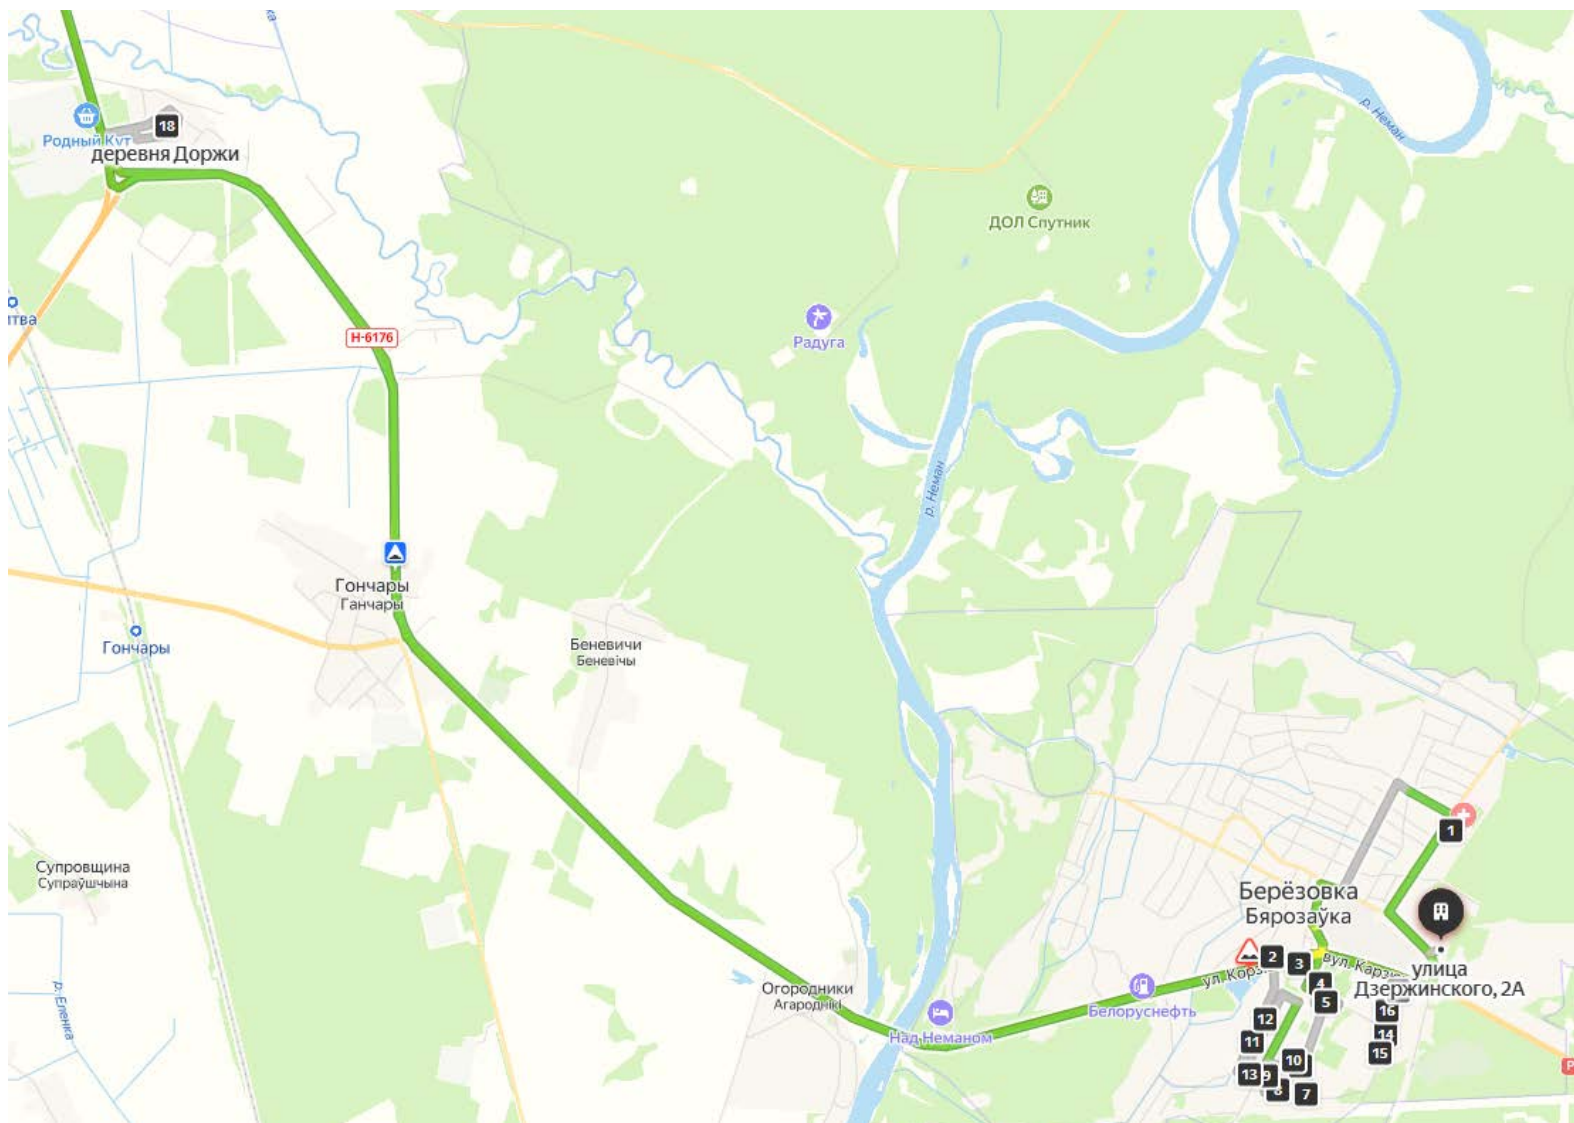 18
Родный Кут
деревня Доржи
р. Неман
ДОЛ Спутник
Н-6176
Радуга
р. Неман
Гончары
Ганчары
Гончары
Беневичи
Беневічы
Супровщина
Супраўшчына
1
Берёзовка
Бярозаўка
2
3
вул. Карзю
улица
Дзержинского, 2А
ул. Корз
4
5
Огородники
Агароднікі
Белоруснефть
р. Еленка
Над Неманом
16
12
11
14
15
10
13
9
8
7
Р